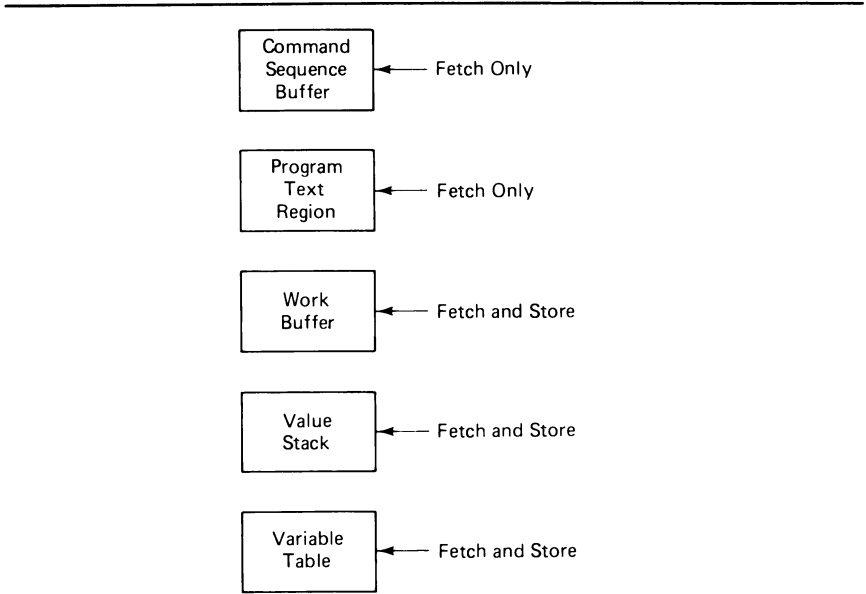 Command
Sequence
Buffer
Fetch Only
Program
Text
Region
Fetch Only
Work
Buffer
Fetch and Store
Value
Stack
Fetch and Store
Variable
Table
Fetch and Store